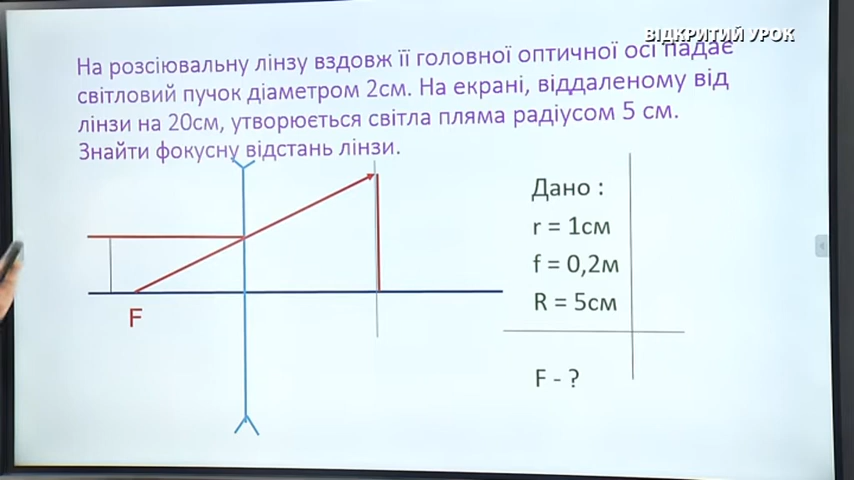 ВІДКРИТИЙ УРОК
На розсіювальну лінзу вздовж її головної оптичної осі падає
світловий пучок діаметром 2см. На екрані, віддаленому від
лінзи на 20см, утворюється світла пляма радіусом 5 см.
Знайти фокусну відстань лінзи.
Дано :
r = 1см
f = 0,2м
R = 5см
F - ?
F